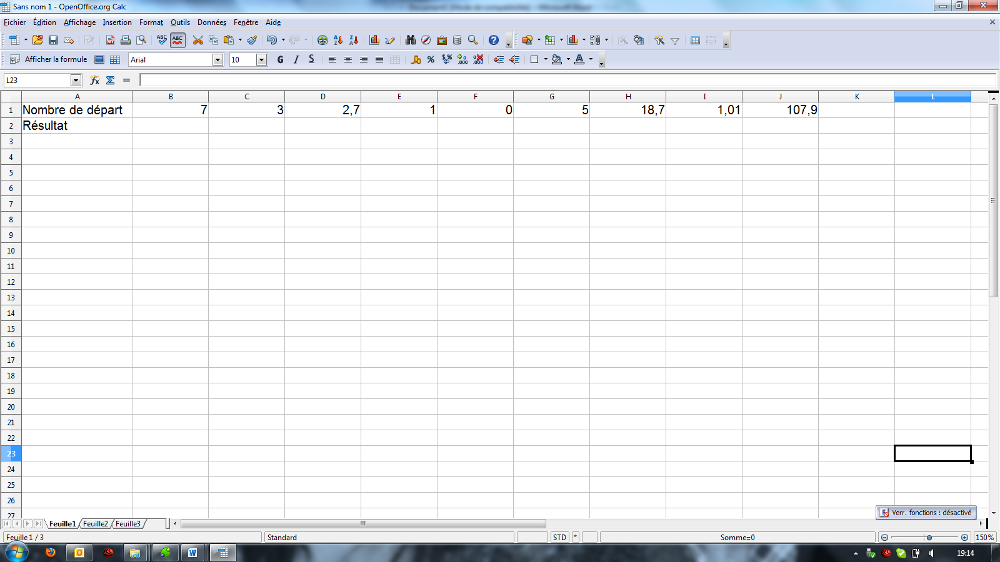 Sans nom 1 - OpenOffice.org Calc
Fichier Édition Affichage Insertion Format Outils Données Fenêtre Aide
Afficher la formule Arial 10 G I S
L23
A B C D E F G H I J K L
1 Nombre de départ 7 3 2,7 1 0 5 18,7 1,01 107,9
2 Résultat
3
4
5
6
7
8
9
10
11
12
13
14
15
16
17
18
19
20
21
22
23
24
25
26
27
Verr. fonctions : désactivé
Feuille1 Feuille2 Feuille3
Feuille 1 / 3 Standard STD * Somme=0 150%
19:14